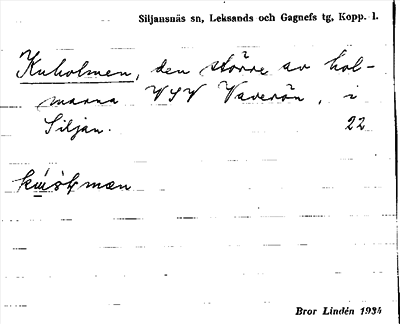 Siljansnäs sn, Leksands och Gagnefs tg, Kopp. l.
Kuholmen, den större av hol-
marna VSV Vaverön, i
Siljan. 22
Bror Lindén 1934